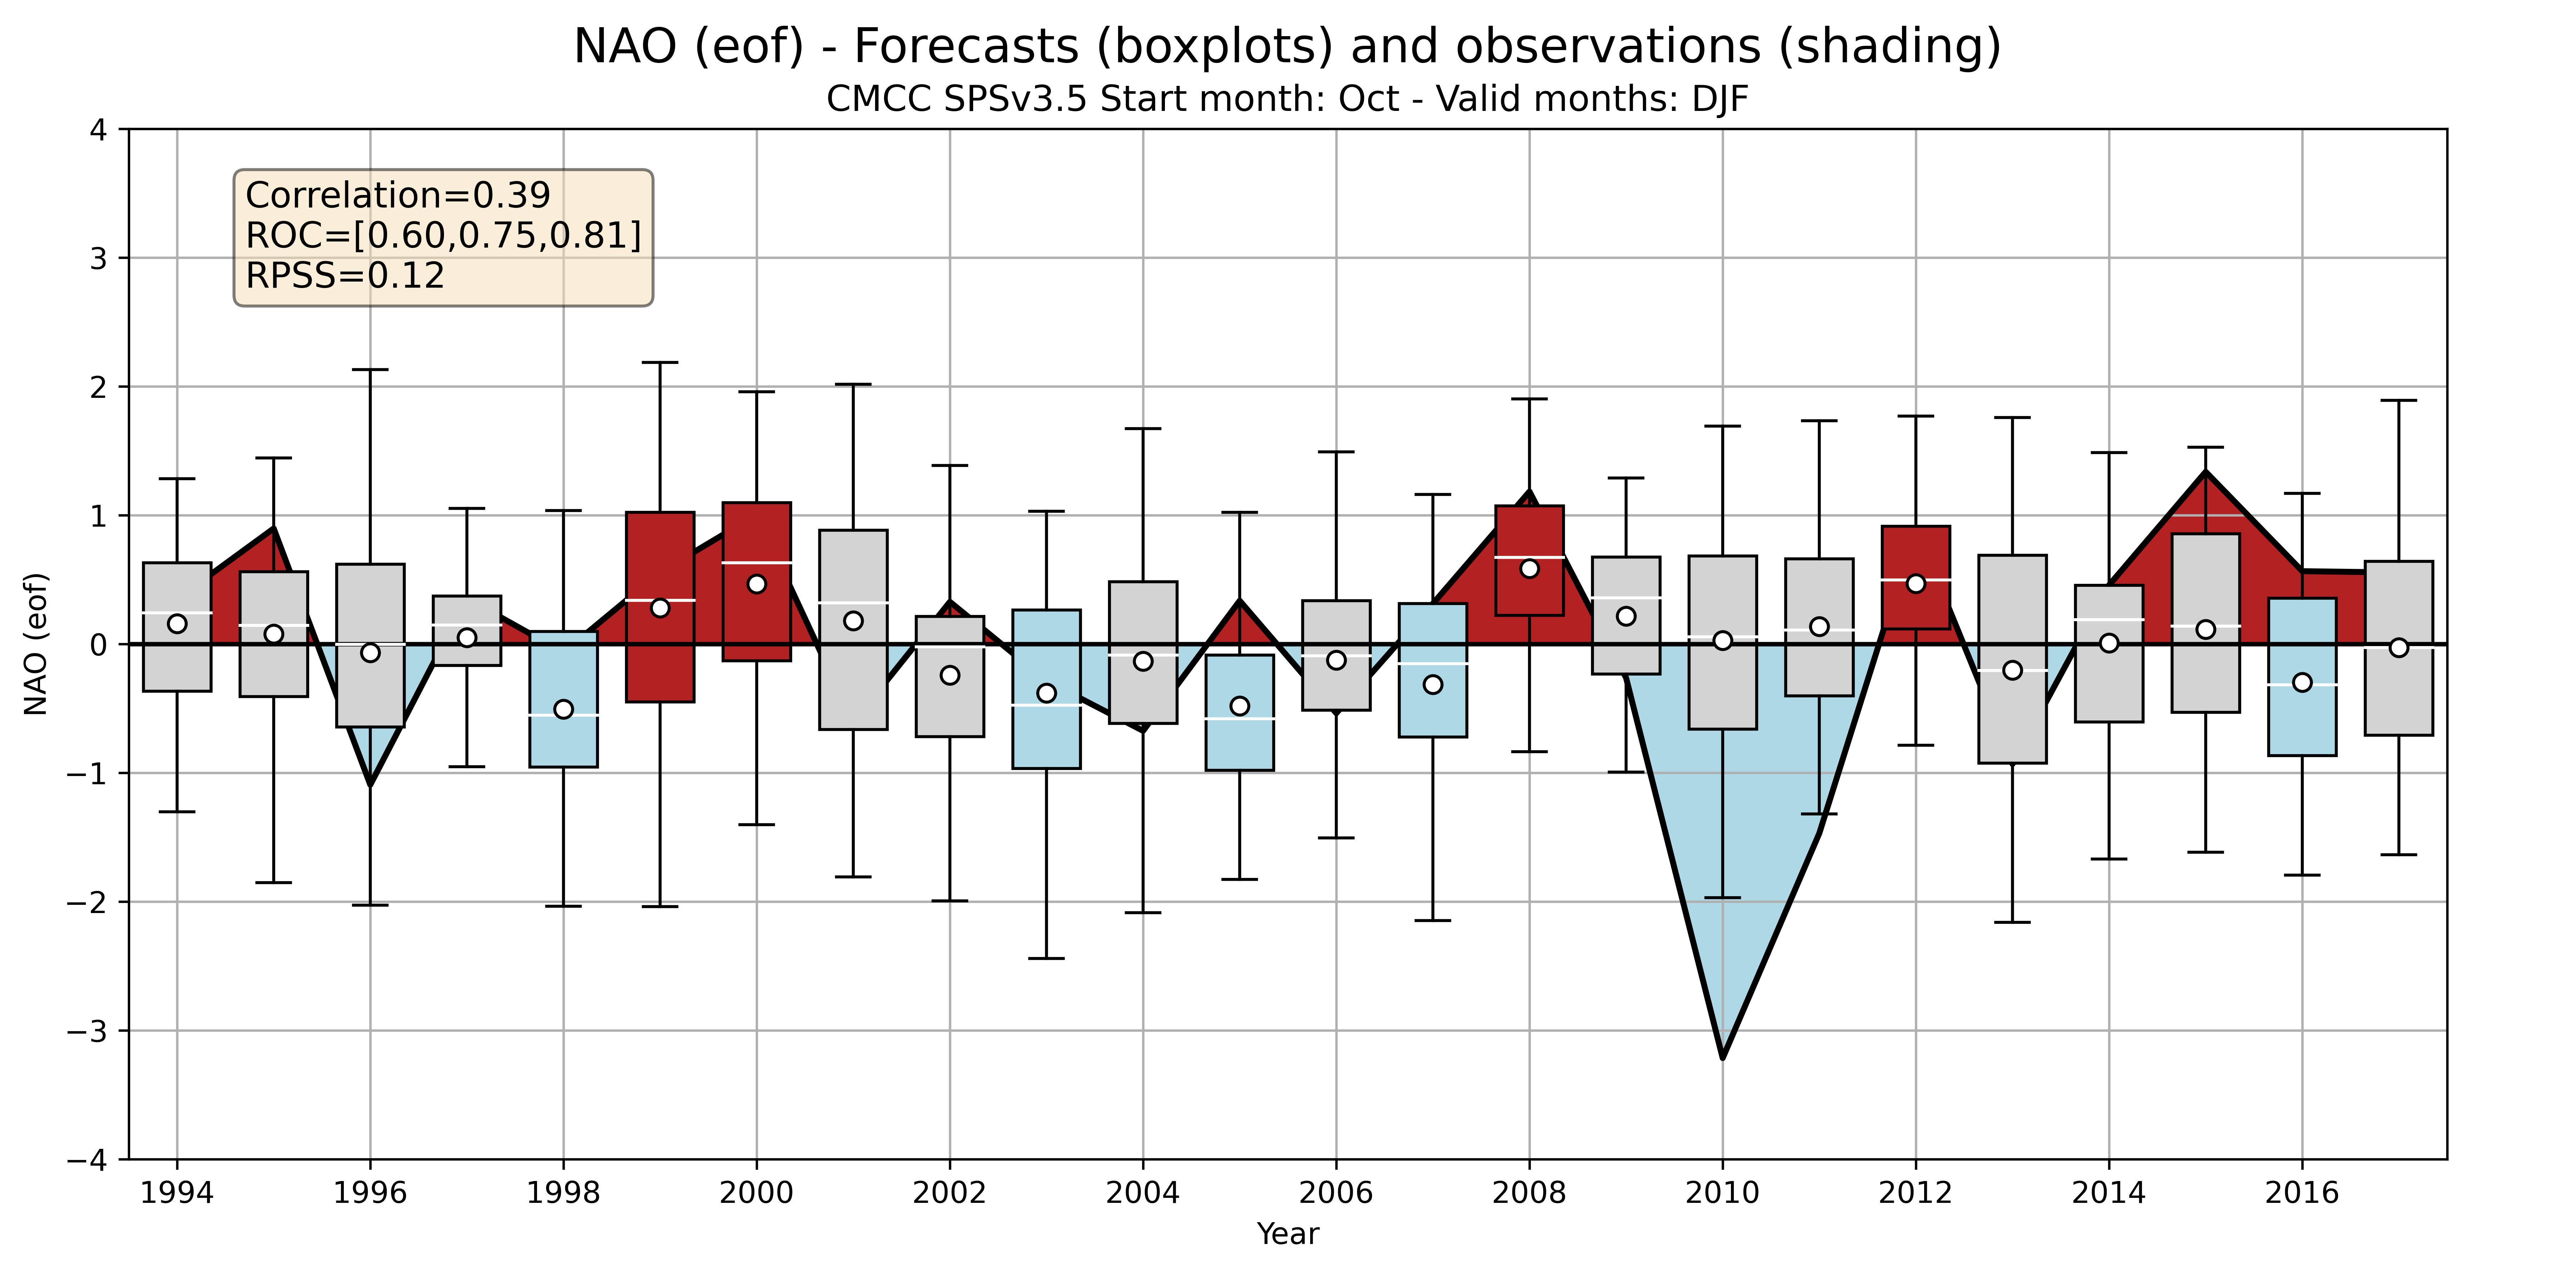 NAO (eof) - Forecasts (boxplots) and observations (shading)
CMCC SPSv3.5 Start month: Oct - Valid months: DJF
Correlation=0.39
ROC=[0.60,0.75,0.81]
RPSS=0.12
NAO (eof)
4
3
2
1
0
−1
−2
−3
−4
1994 1996 1998 2000 2002 2004 2006 2008 2010 2012 2014 2016
Year